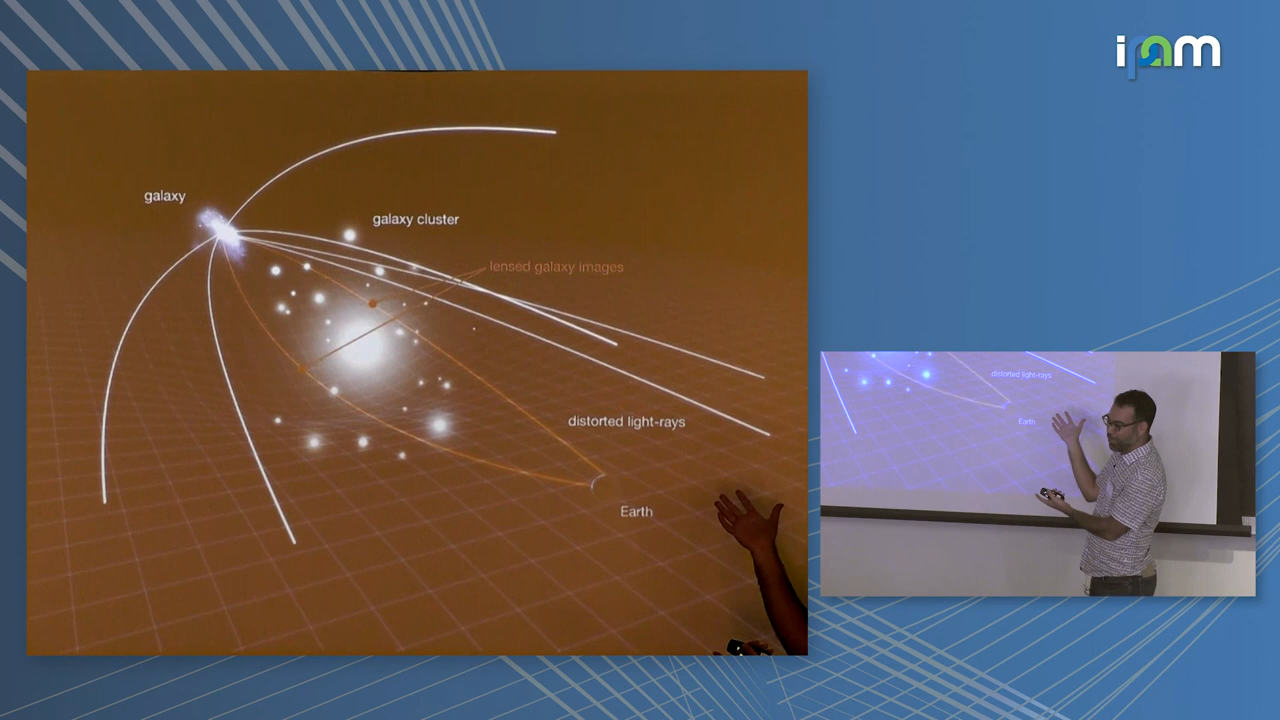 ipam
galaxy
galaxy cluster
lensed galaxy images
distorted light-rays
Earth
distorted light-rays
Earth